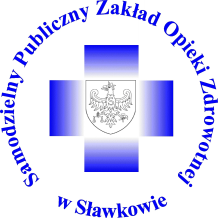 Samodzielny Publiczny Zakład Opieki Zdrowotnej
w Sławkowie